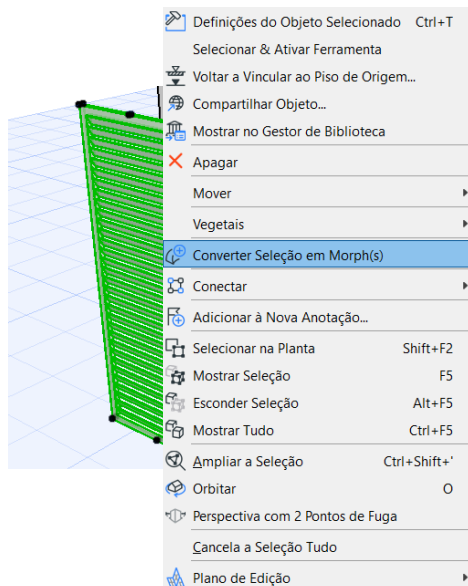 Definições do Objeto Selecionado Ctrl+T
Selecionar & Ativar Ferramenta
Voltar a Vincular ao Piso de Origem...
Compartilhar Objeto...
Mostrar no Gestor de Biblioteca
Apagar
Mover
Vegetais
Converter Seleção em Morph(s)
Conectar
Adicionar à Nova Anotação...
Selecionar na Planta Shift+F2
Mostrar Seleção F5
Esconder Seleção Alt+F5
Mostrar Tudo Ctrl+F5
Ampliar a Seleção Ctrl+Shift+'
Orbitar O
Perspectiva com 2 Pontos de Fuga
Cancela a Seleção Tudo
Plano de Edição